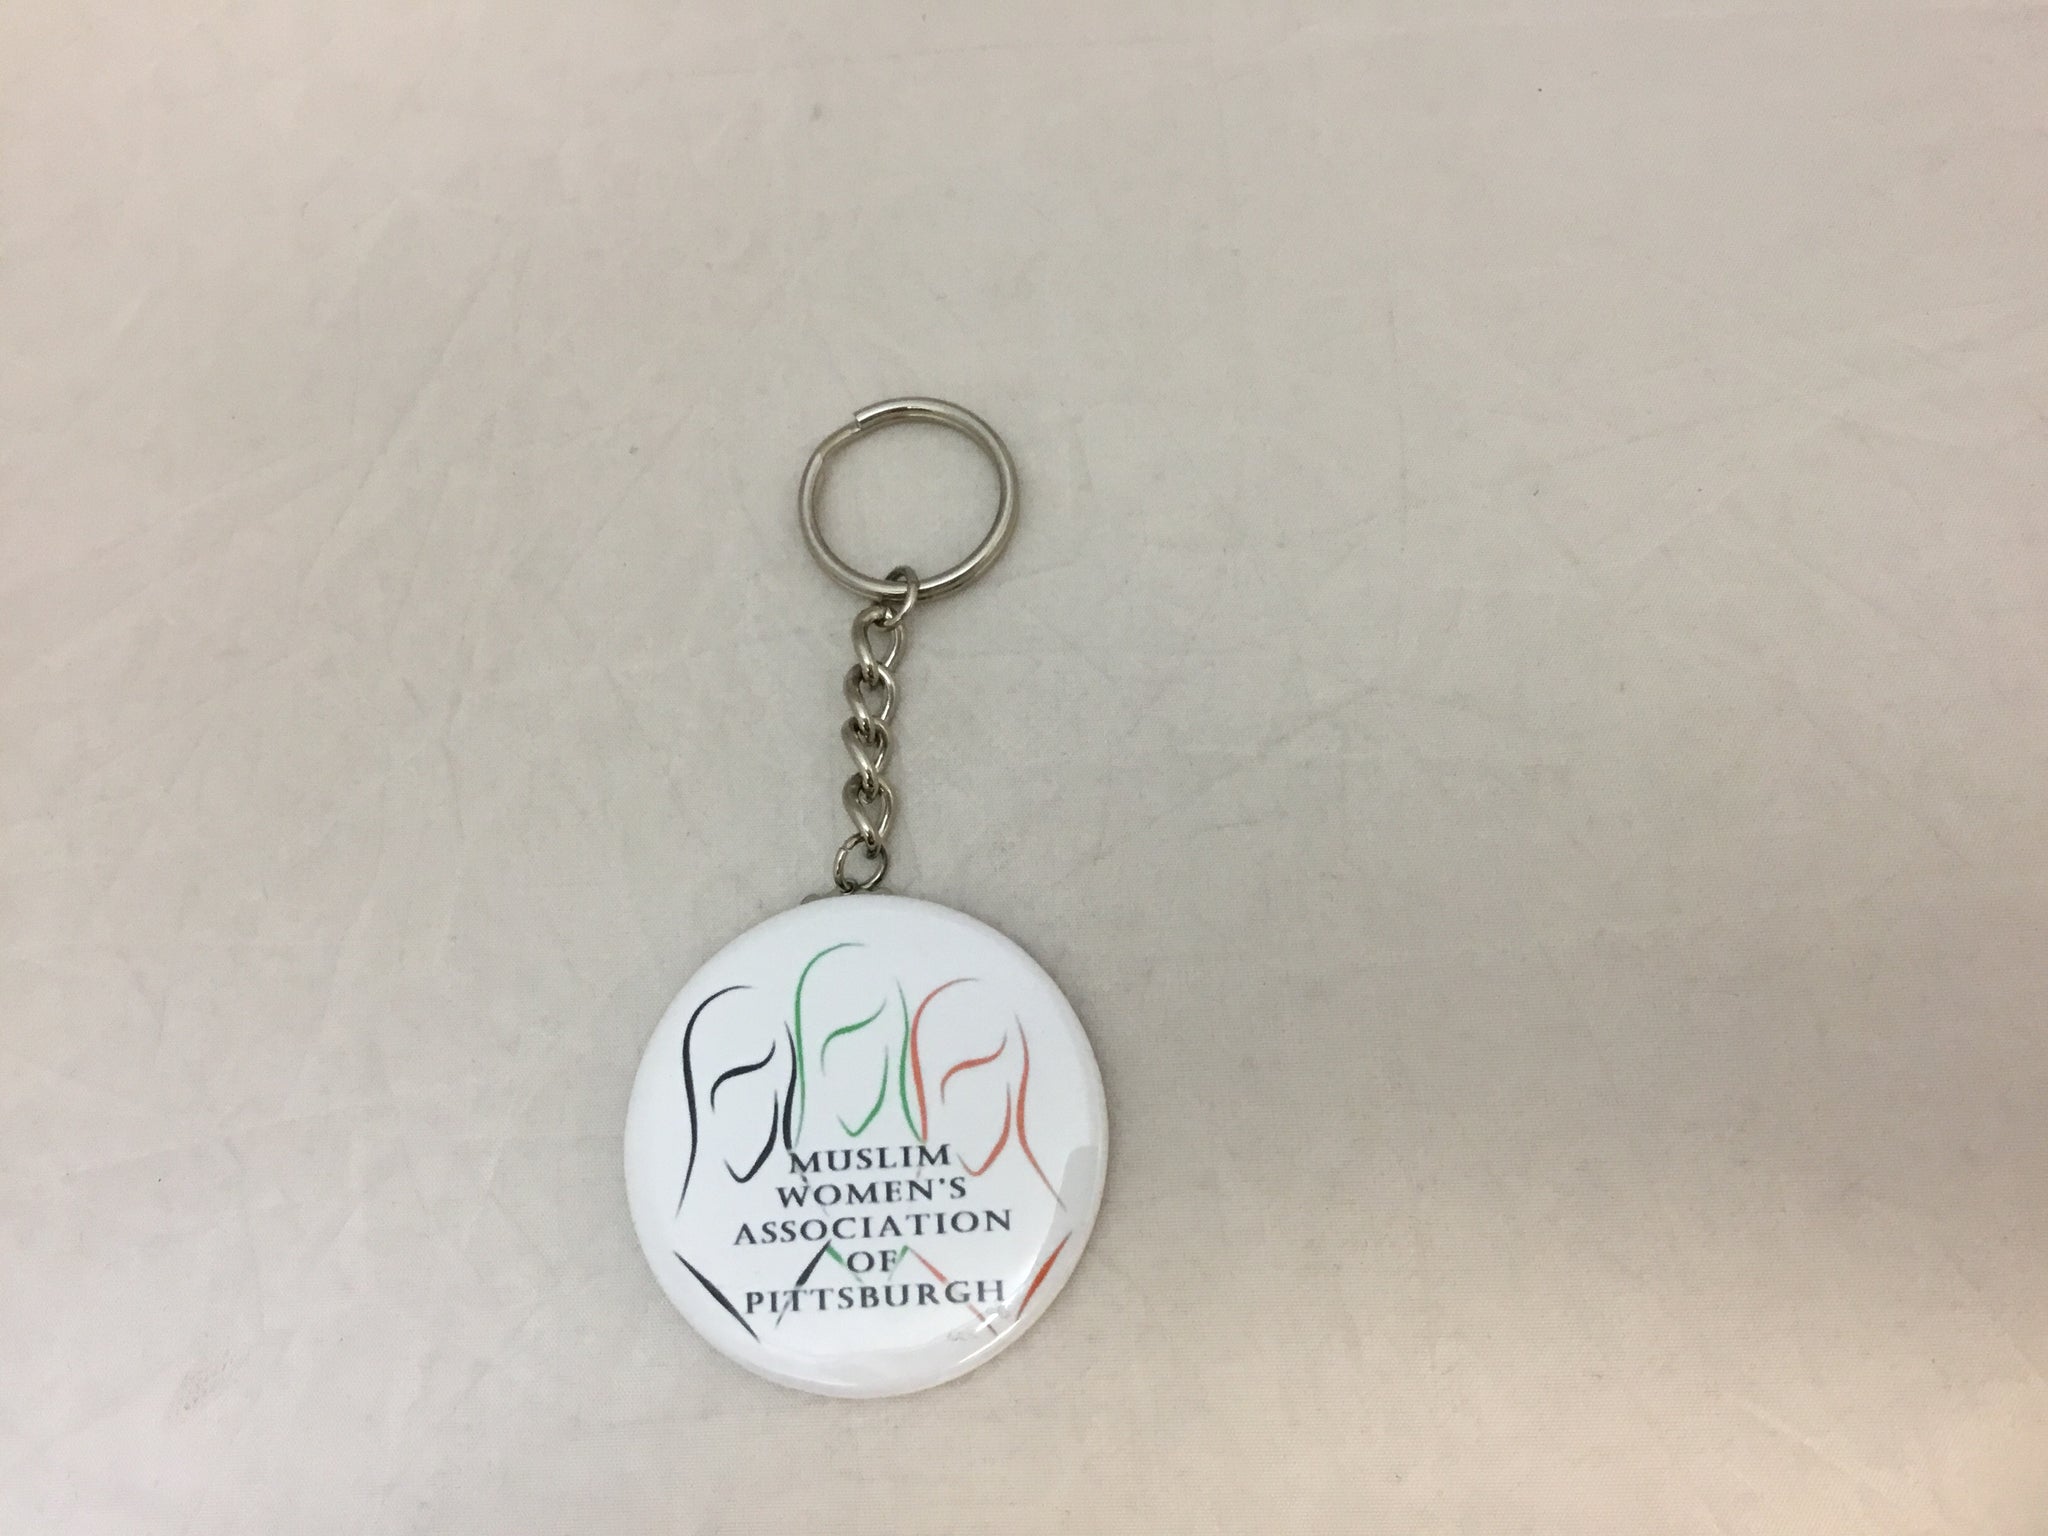 MUSLIM
WOMEN'S
ASSOCIATION
OF
PITTSBURGH